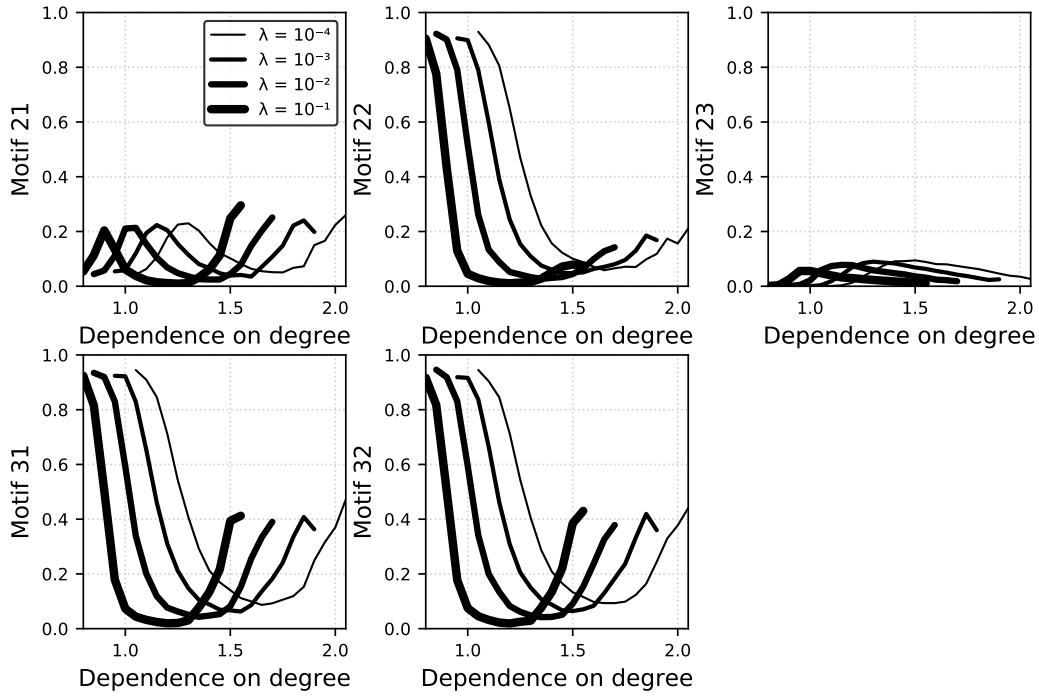 Motif 21
1.0
0.8
0.6
0.4
0.2
0.0
λ = 10⁻⁴
λ = 10⁻³
λ = 10⁻²
λ = 10⁻¹
1.0 1.5 2.0
Dependence on degree
Motif 22
1.0
0.8
0.6
0.4
0.2
0.0
1.0 1.5 2.0
Dependence on degree
Motif 23
1.0
0.8
0.6
0.4
0.2
0.0
1.0 1.5 2.0
Dependence on degree
Motif 31
1.0
0.8
0.6
0.4
0.2
0.0
1.0 1.5 2.0
Dependence on degree
Motif 32
1.0
0.8
0.6
0.4
0.2
0.0
1.0 1.5 2.0
Dependence on degree